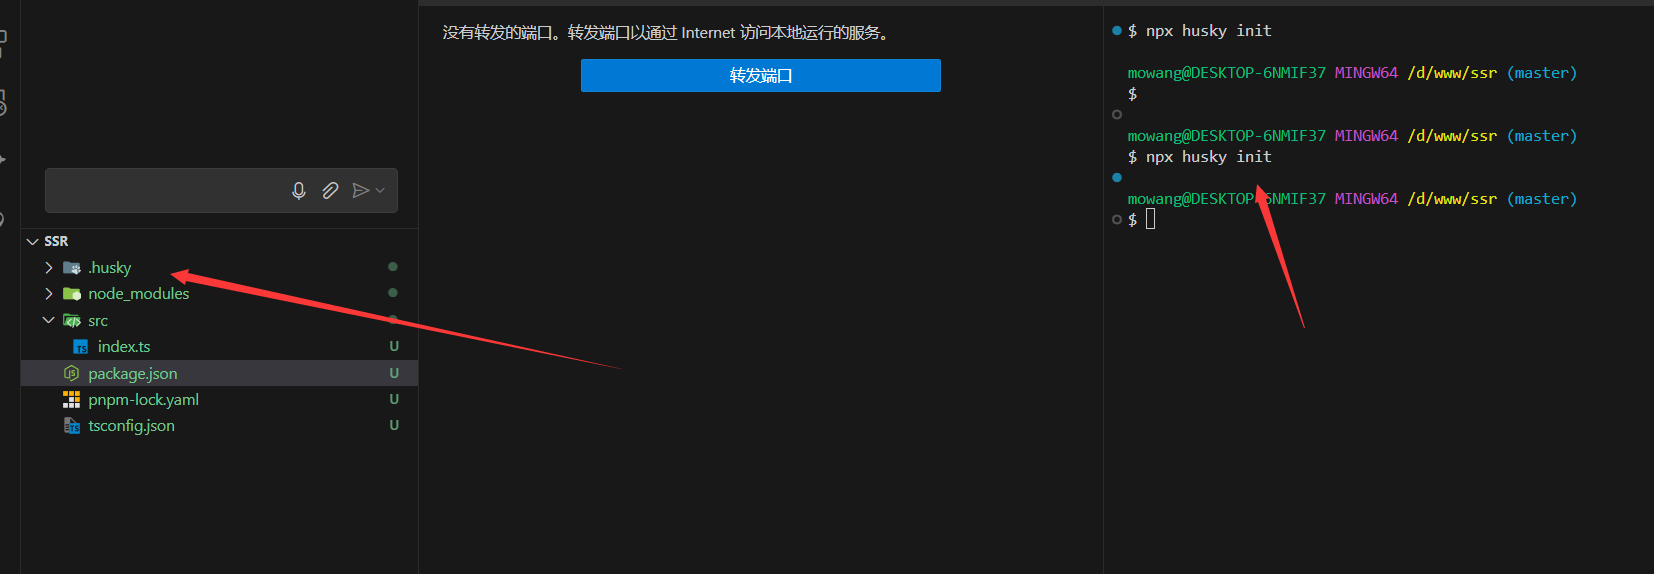 SSR
.husky
node_modules
src
index.ts U
package.json U
pnpm-lock.yaml U
tsconfig.json U
没有转发的端口。转发端口以通过 Internet 访问本地运行的服务。
转发端口
$ npx husky init
mowang@DESKTOP-6NMIF37 MINGW64 /d/www/ssr (master)
$
mowang@DESKTOP-6NMIF37 MINGW64 /d/www/ssr (master)
$ npx husky init
mowang@DESKTOP-6NMIF37 MINGW64 /d/www/ssr (master)
$